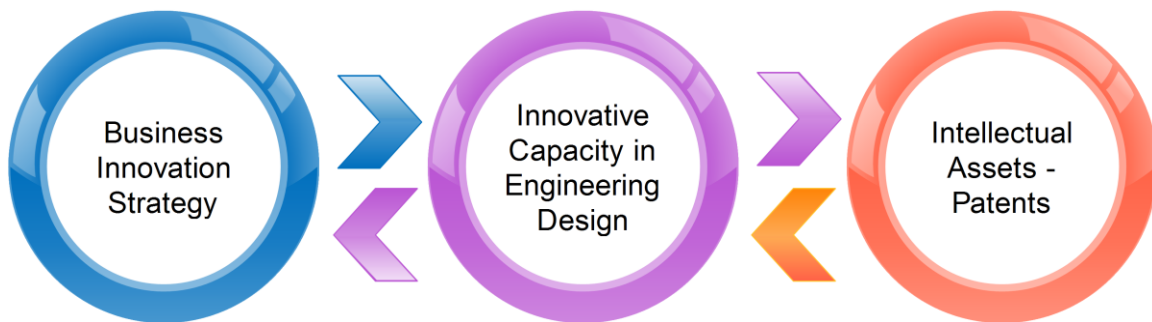 Business
Innovation
Strategy
Innovative
Capacity in
Engineering
Design
Intellectual
Assets -
Patents